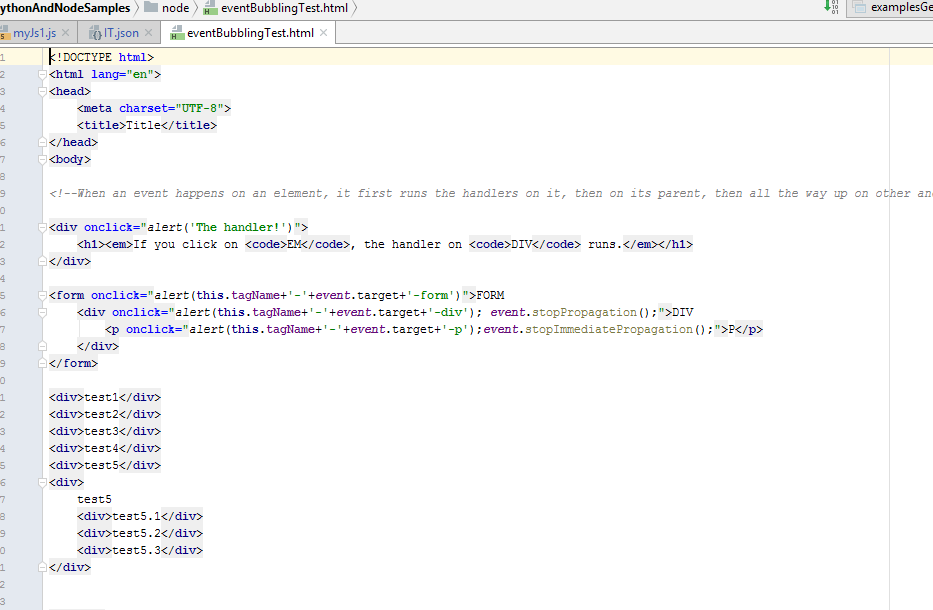 ythonAndNodeSamples node eventBubblingTest.html examplesGe
myJs1.js IT.json eventBubblingTest.html
1 <!DOCTYPE html>
2 <html lang="en">
3 <head>
4 <meta charset="UTF-8">
5 <title>Title</title>
6 </head>
7 <body>
8
9 <!--When an event happens on an element, it first runs the handlers on it, then on its parent, then all the way up on other an
0
1 <div onclick="alert('The handler!')">
2 <h1><em>If you click on <code>EM</code>, the handler on <code>DIV</code> runs.</em></h1>
3 </div>
4
5 <form onclick="alert(this.tagName+'-'+event.target+'-form')">FORM
6 <div onclick="alert(this.tagName+'-'+event.target+'-div'); event.stopPropagation();">DIV
7 <p onclick="alert(this.tagName+'-'+event.target+'-p');event.stopImmediatePropagation();">P</p>
8 </div>
9 </form>
0
1 <div>test1</div>
2 <div>test2</div>
3 <div>test3</div>
4 <div>test4</div>
5 <div>test5</div>
6 <div>
7 test5
8 <div>test5.1</div>
9 <div>test5.2</div>
0 <div>test5.3</div>
1 </div>
2
3